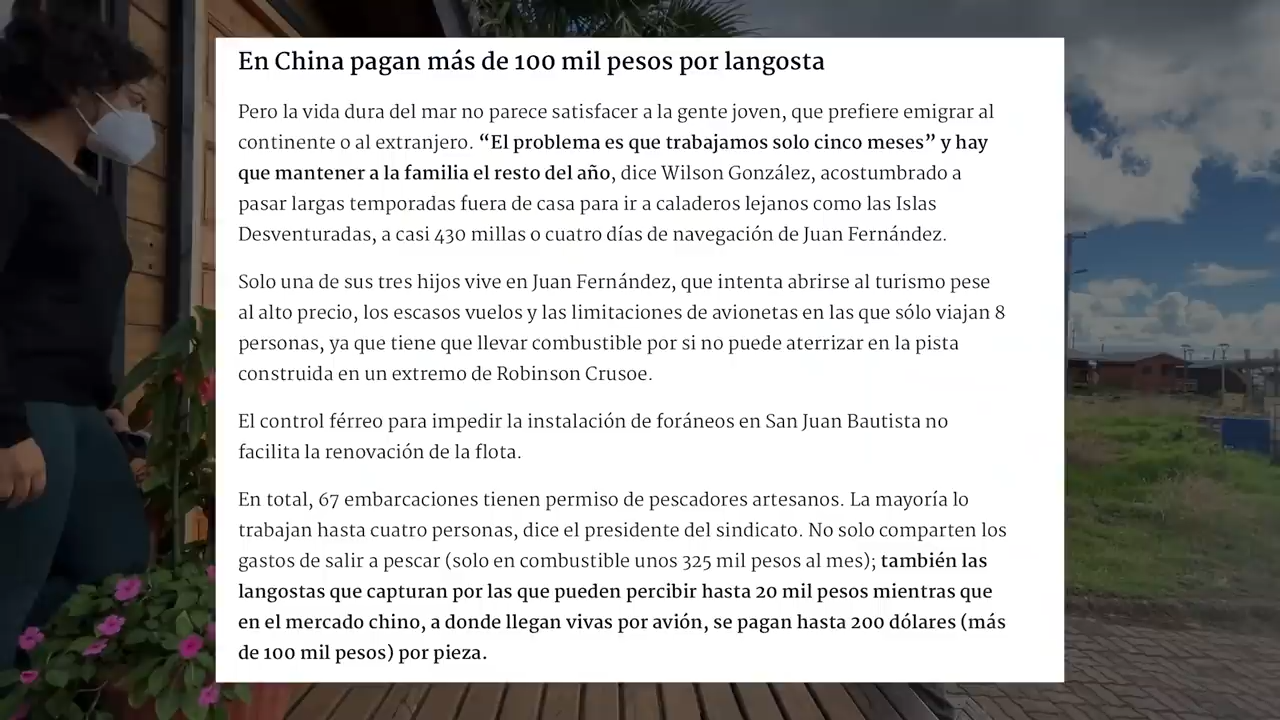 En China pagan más de 100 mil pesos por langosta
Pero la vida dura del mar no parece satisfacer a la gente joven, que prefiere emigrar al
continente o al extranjero. “El problema es que trabajamos solo cinco meses” y hay
que mantener a la familia el resto del año, dice Wilson González, acostumbrado a
pasar largas temporadas fuera de casa para ir a caladeros lejanos como las Islas
Desventuradas, a casi 430 millas o cuatro días de navegación de Juan Fernández.
Solo una de sus tres hijos vive en Juan Fernández, que intenta abrirse al turismo pese
al alto precio, los escasos vuelos y las limitaciones de avionetas en las que sólo viajan 8
personas, ya que tiene que llevar combustible por si no puede aterrizar en la pista
construida en un extremo de Robinson Crusoe.
El control férreo para impedir la instalación de foráneos en San Juan Bautista no
facilita la renovación de la flota.
En total, 67 embarcaciones tienen permiso de pescadores artesanos. La mayoría lo
trabajan hasta cuatro personas, dice el presidente del sindicato. No solo comparten los
gastos de salir a pescar (solo en combustible unos 325 mil pesos al mes); también las
langostas que capturan por las que pueden percibir hasta 20 mil pesos mientras que
en el mercado chino, a donde llegan vivas por avión, se pagan hasta 200 dólares (más
de 100 mil pesos) por pieza.